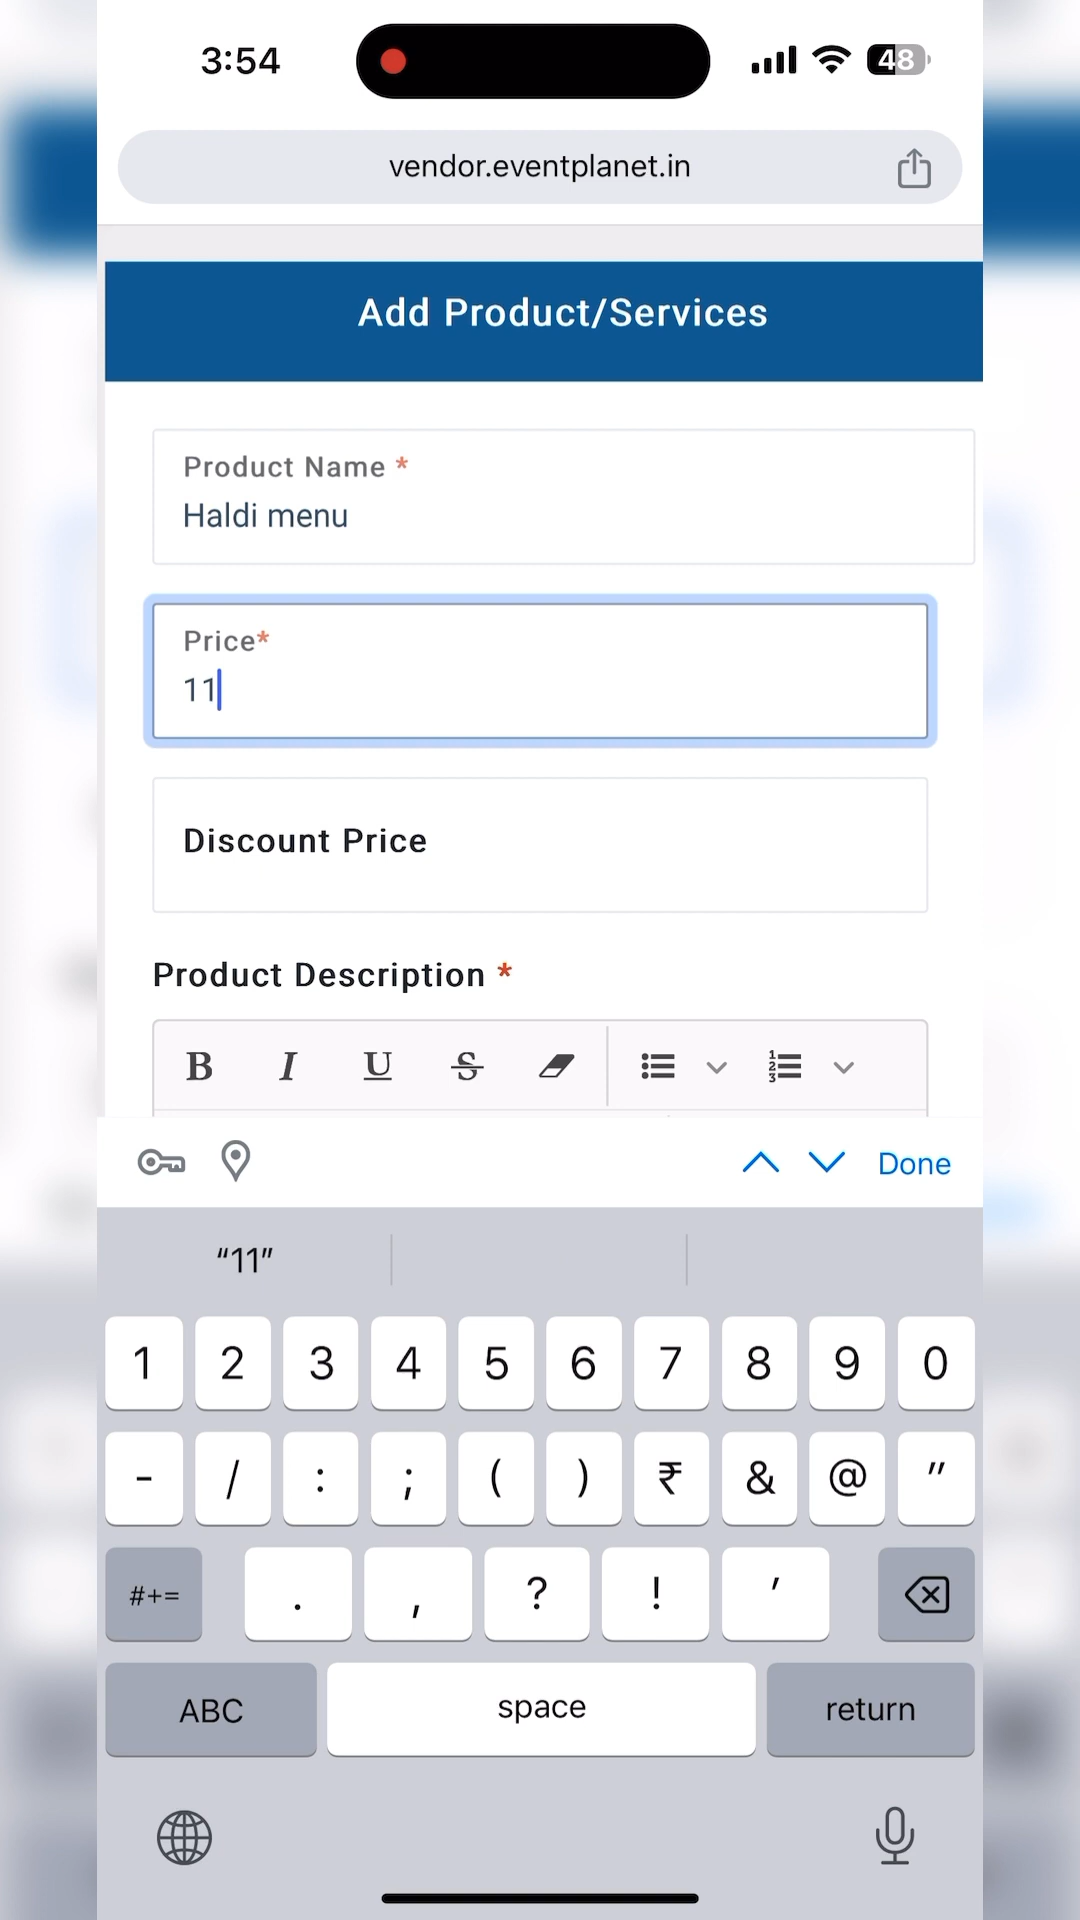 3:54
48
vendor.eventplanet.in
Add Product/Services
Product Name *
Haldi menu
Price*
11
Discount Price
Product Description *
B I U S
Done
“11”
1 2 3 4 5 6 7 8 9 0
- / : ; ( ) ₹ & @ "
#+= . , ? ! '
ABC space return